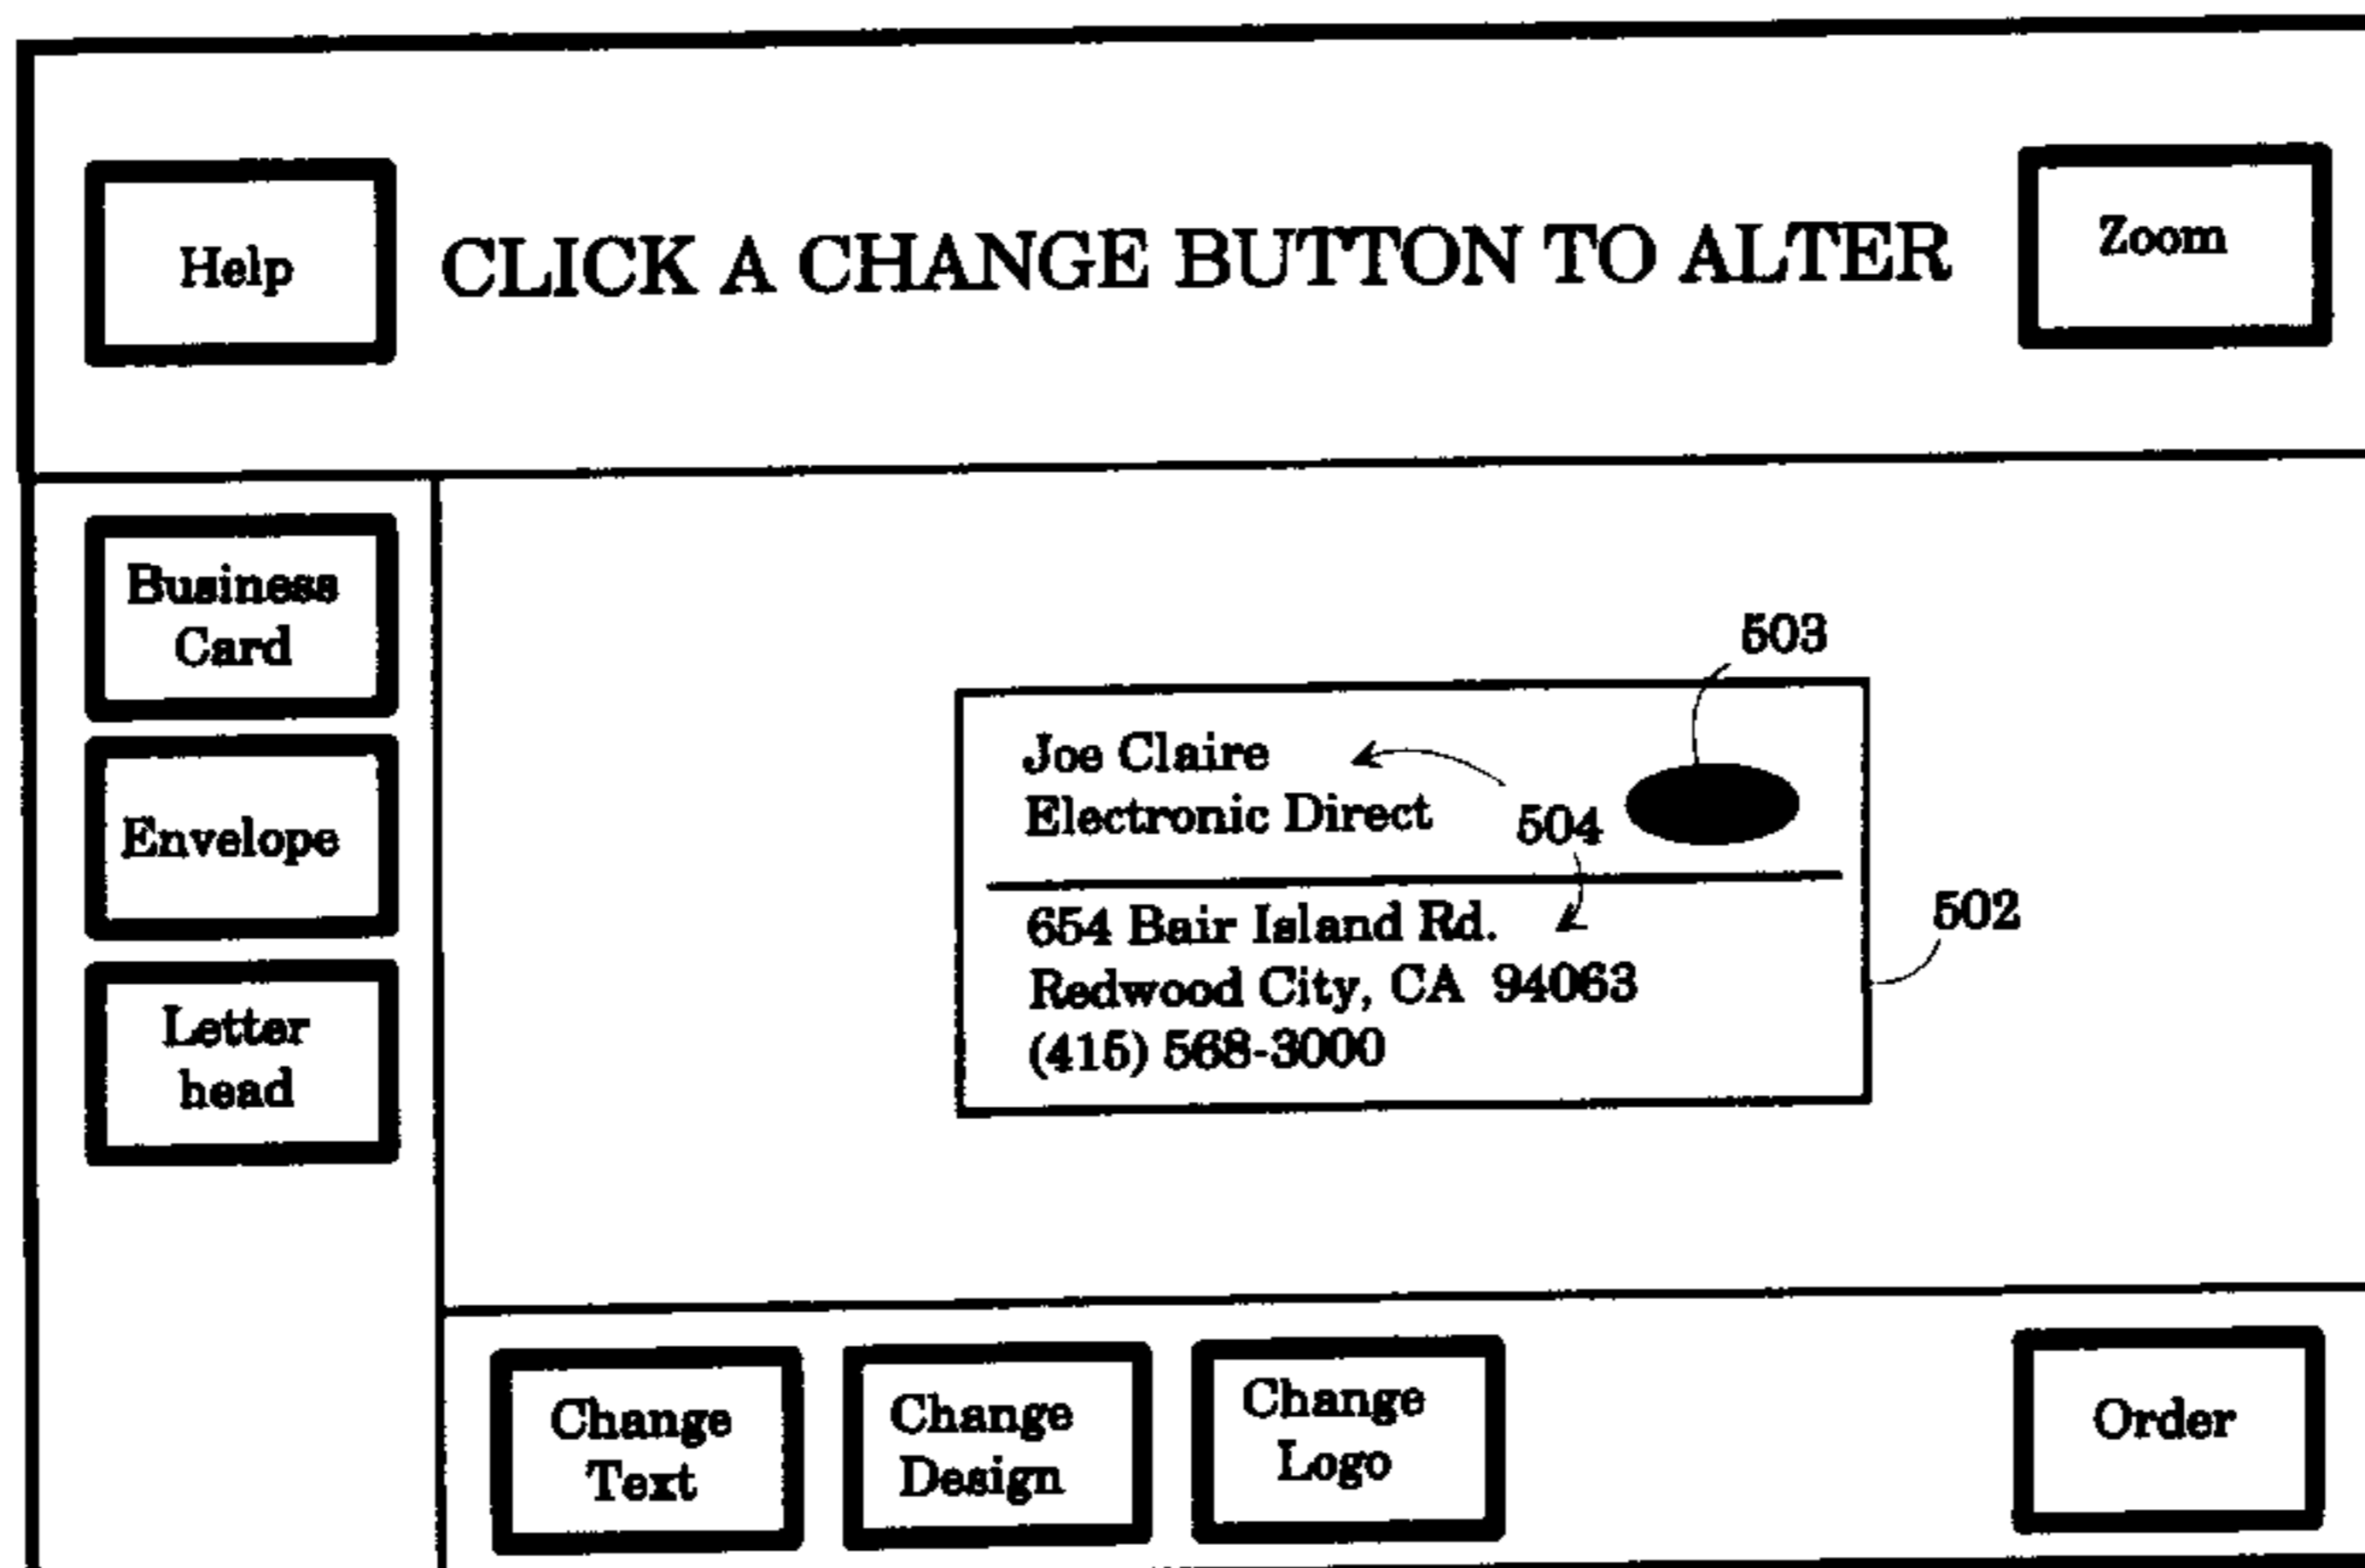 Help
CLICK A CHANGE BUTTON TO ALTER
Zoom
Business
Card
Envelope
Letter
head
503
Joe Claire
Electronic Direct
504
502
654 Bair Island Rd.
Redwood City, CA 94063
(415) 568-3000
Change
Text
Change
Design
Change
Logo
Order